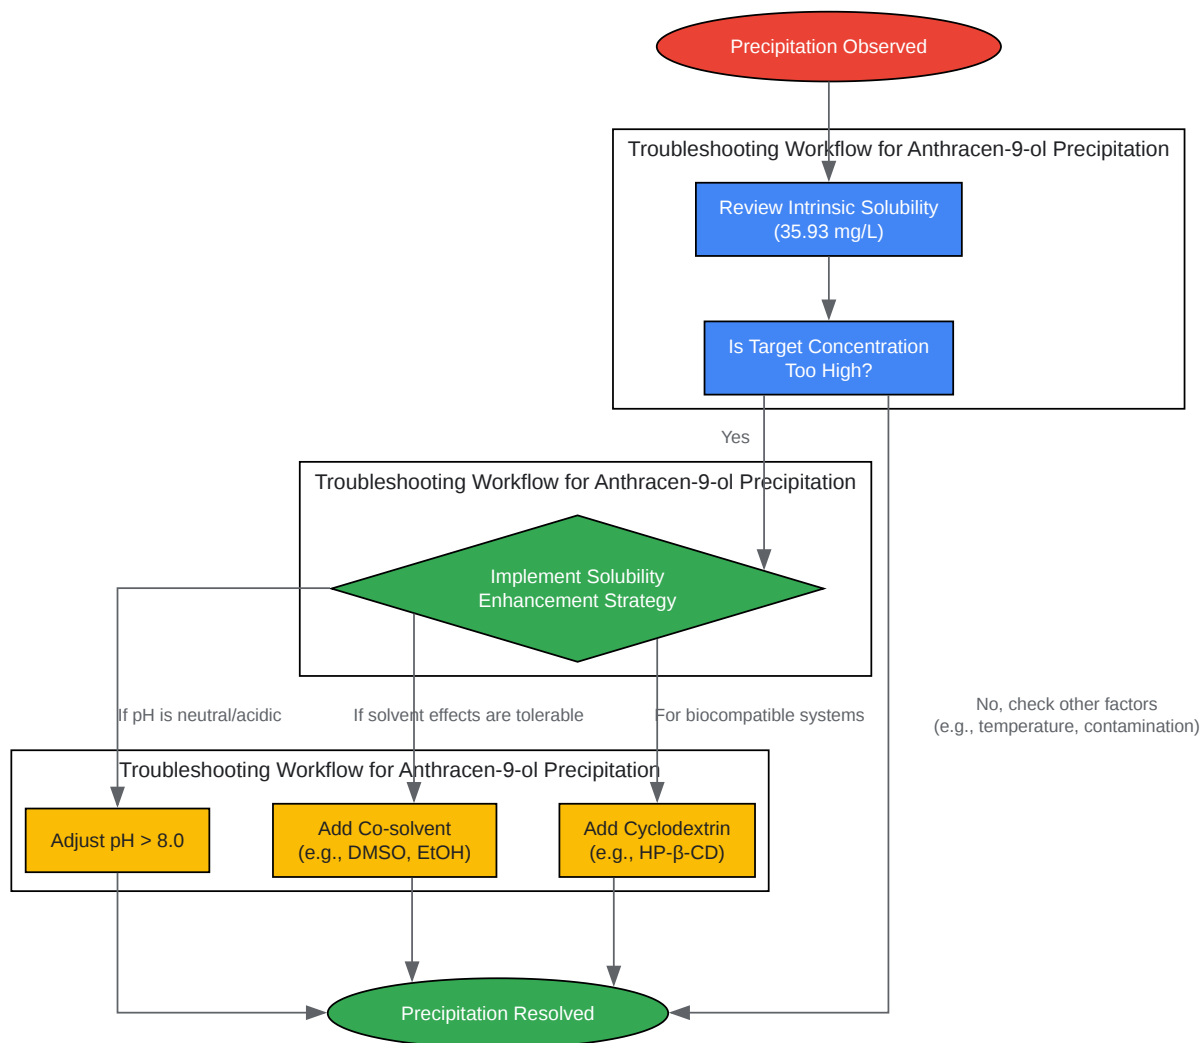 Precipitation Observed
Troubleshooting Workflow for Anthracen-9-ol Precipitation
Review Intrinsic Solubility
(35.93 mg/L)
Is Target Concentration
Too High?
Yes
Troubleshooting Workflow for Anthracen-9-ol Precipitation
Implement Solubility
Enhancement Strategy
If pH is neutral/acidic
If solvent effects are tolerable
For biocompatible systems
No, check other factors
(e.g., temperature, contamination)
Troubleshooting Workflow for Anthracen-9-ol Precipitation
Adjust pH > 8.0
Add Co-solvent
(e.g., DMSO, EtOH)
Add Cyclodextrin
(e.g., HP-β-CD)
Precipitation Resolved